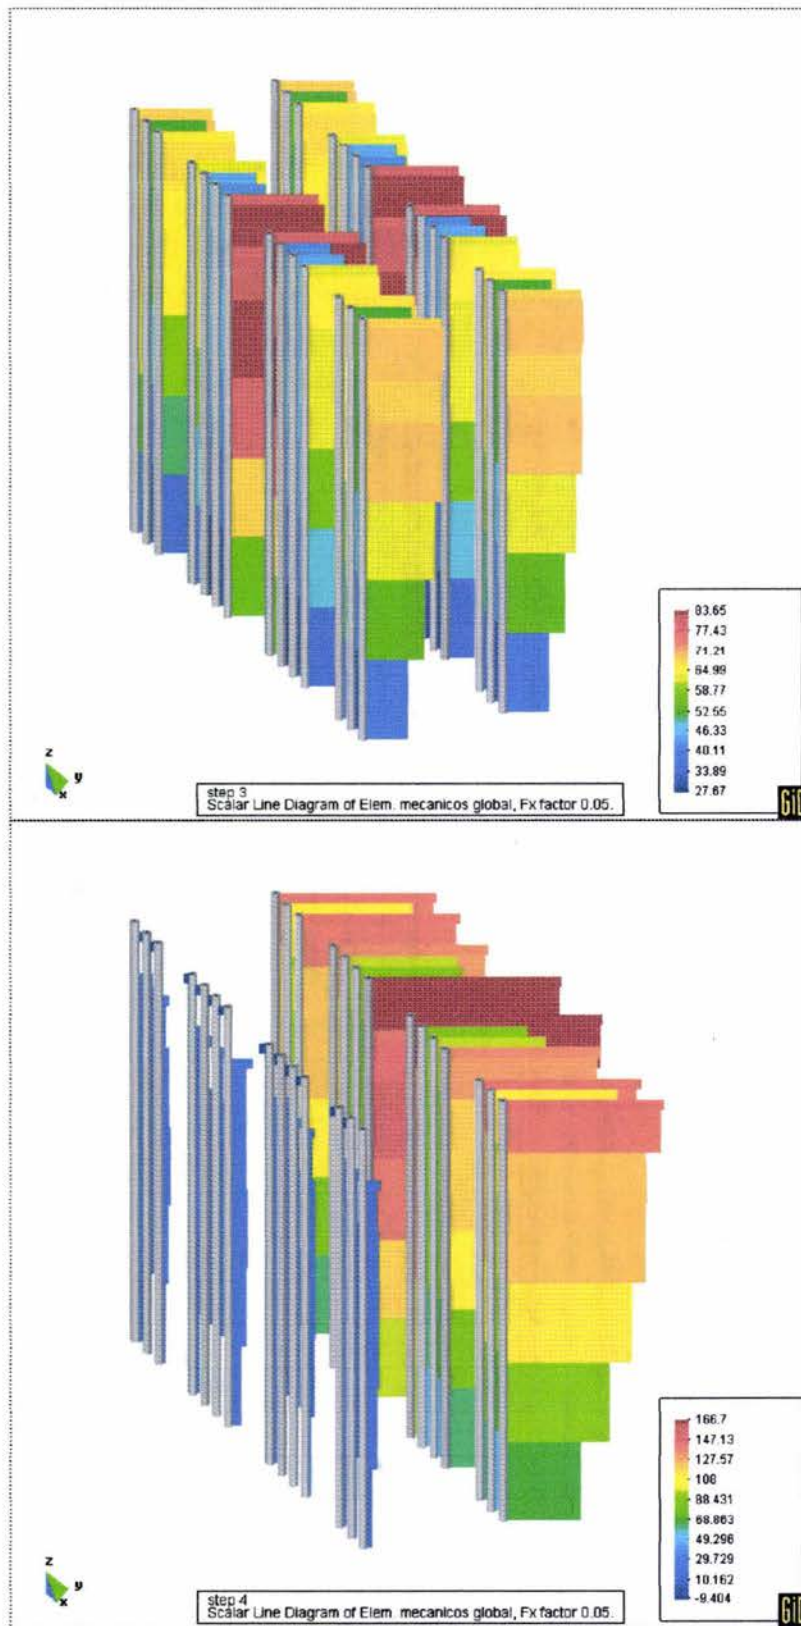 83.65
77.43
71.21
64.99
58.77
52.55
46.33
40.11
33.89
27.67
z
y
x
step 3
Scalar Line Diagram of Elem. mecanicos global, Fx factor 0.05.
GiD
166.7
147.13
127.57
108
88.431
68.863
49.296
29.729
10.162
-9.404
z
y
x
step 4
Scalar Line Diagram of Elem. mecanicos global, Fx factor 0.05.
GiD